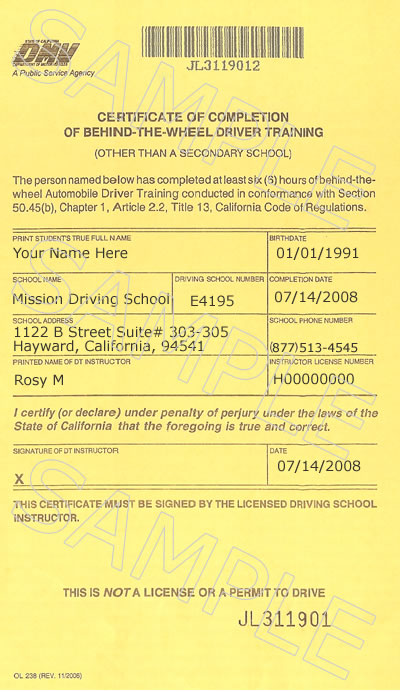 STATE OF CALIFORNIA
DMV
DEPARTMENT OF MOTOR VEHICLES
A Public Service Agency
JL3119012
CERTIFICATE OF COMPLETION
OF BEHIND-THE-WHEEL DRIVER TRAINING
(OTHER THAN A SECONDARY SCHOOL)
The person named below has completed at least six (6) hours of behind-the-
wheel Automobile Driver Training conducted in conformance with Section
50.45(b), Chapter 1, Article 2.2, Title 13, California Code of Regulations.
PRINT STUDENT'S TRUE FULL NAME BIRTHDATE
Your Name Here 01/01/1991
SCHOOL NAME DRIVING SCHOOL NUMBER COMPLETION DATE
Mission Driving School E4195 07/14/2008
SCHOOL ADDRESS SCHOOL PHONE NUMBER
1122 B Street Suite# 303-305
Hayward, California, 94541 (877)513-4545
PRINTED NAME OF DT INSTRUCTOR INSTRUCTOR LICENSE NUMBER
Rosy M H00000000
I certify (or declare) under penalty of perjury under the laws of the
State of California that the foregoing is true and correct.
SIGNATURE OF DT INSTRUCTOR DATE
X 07/14/2008
THIS CERTIFICATE MUST BE SIGNED BY THE LICENSED DRIVING SCHOOL
INSTRUCTOR.
THIS IS NOT A LICENSE OR A PERMIT TO DRIVE
JL311901
OL 238 (REV. 11/2006)
SAMPLE
SAMPLE
SAMPLE
SAMPLE
SAMPLE